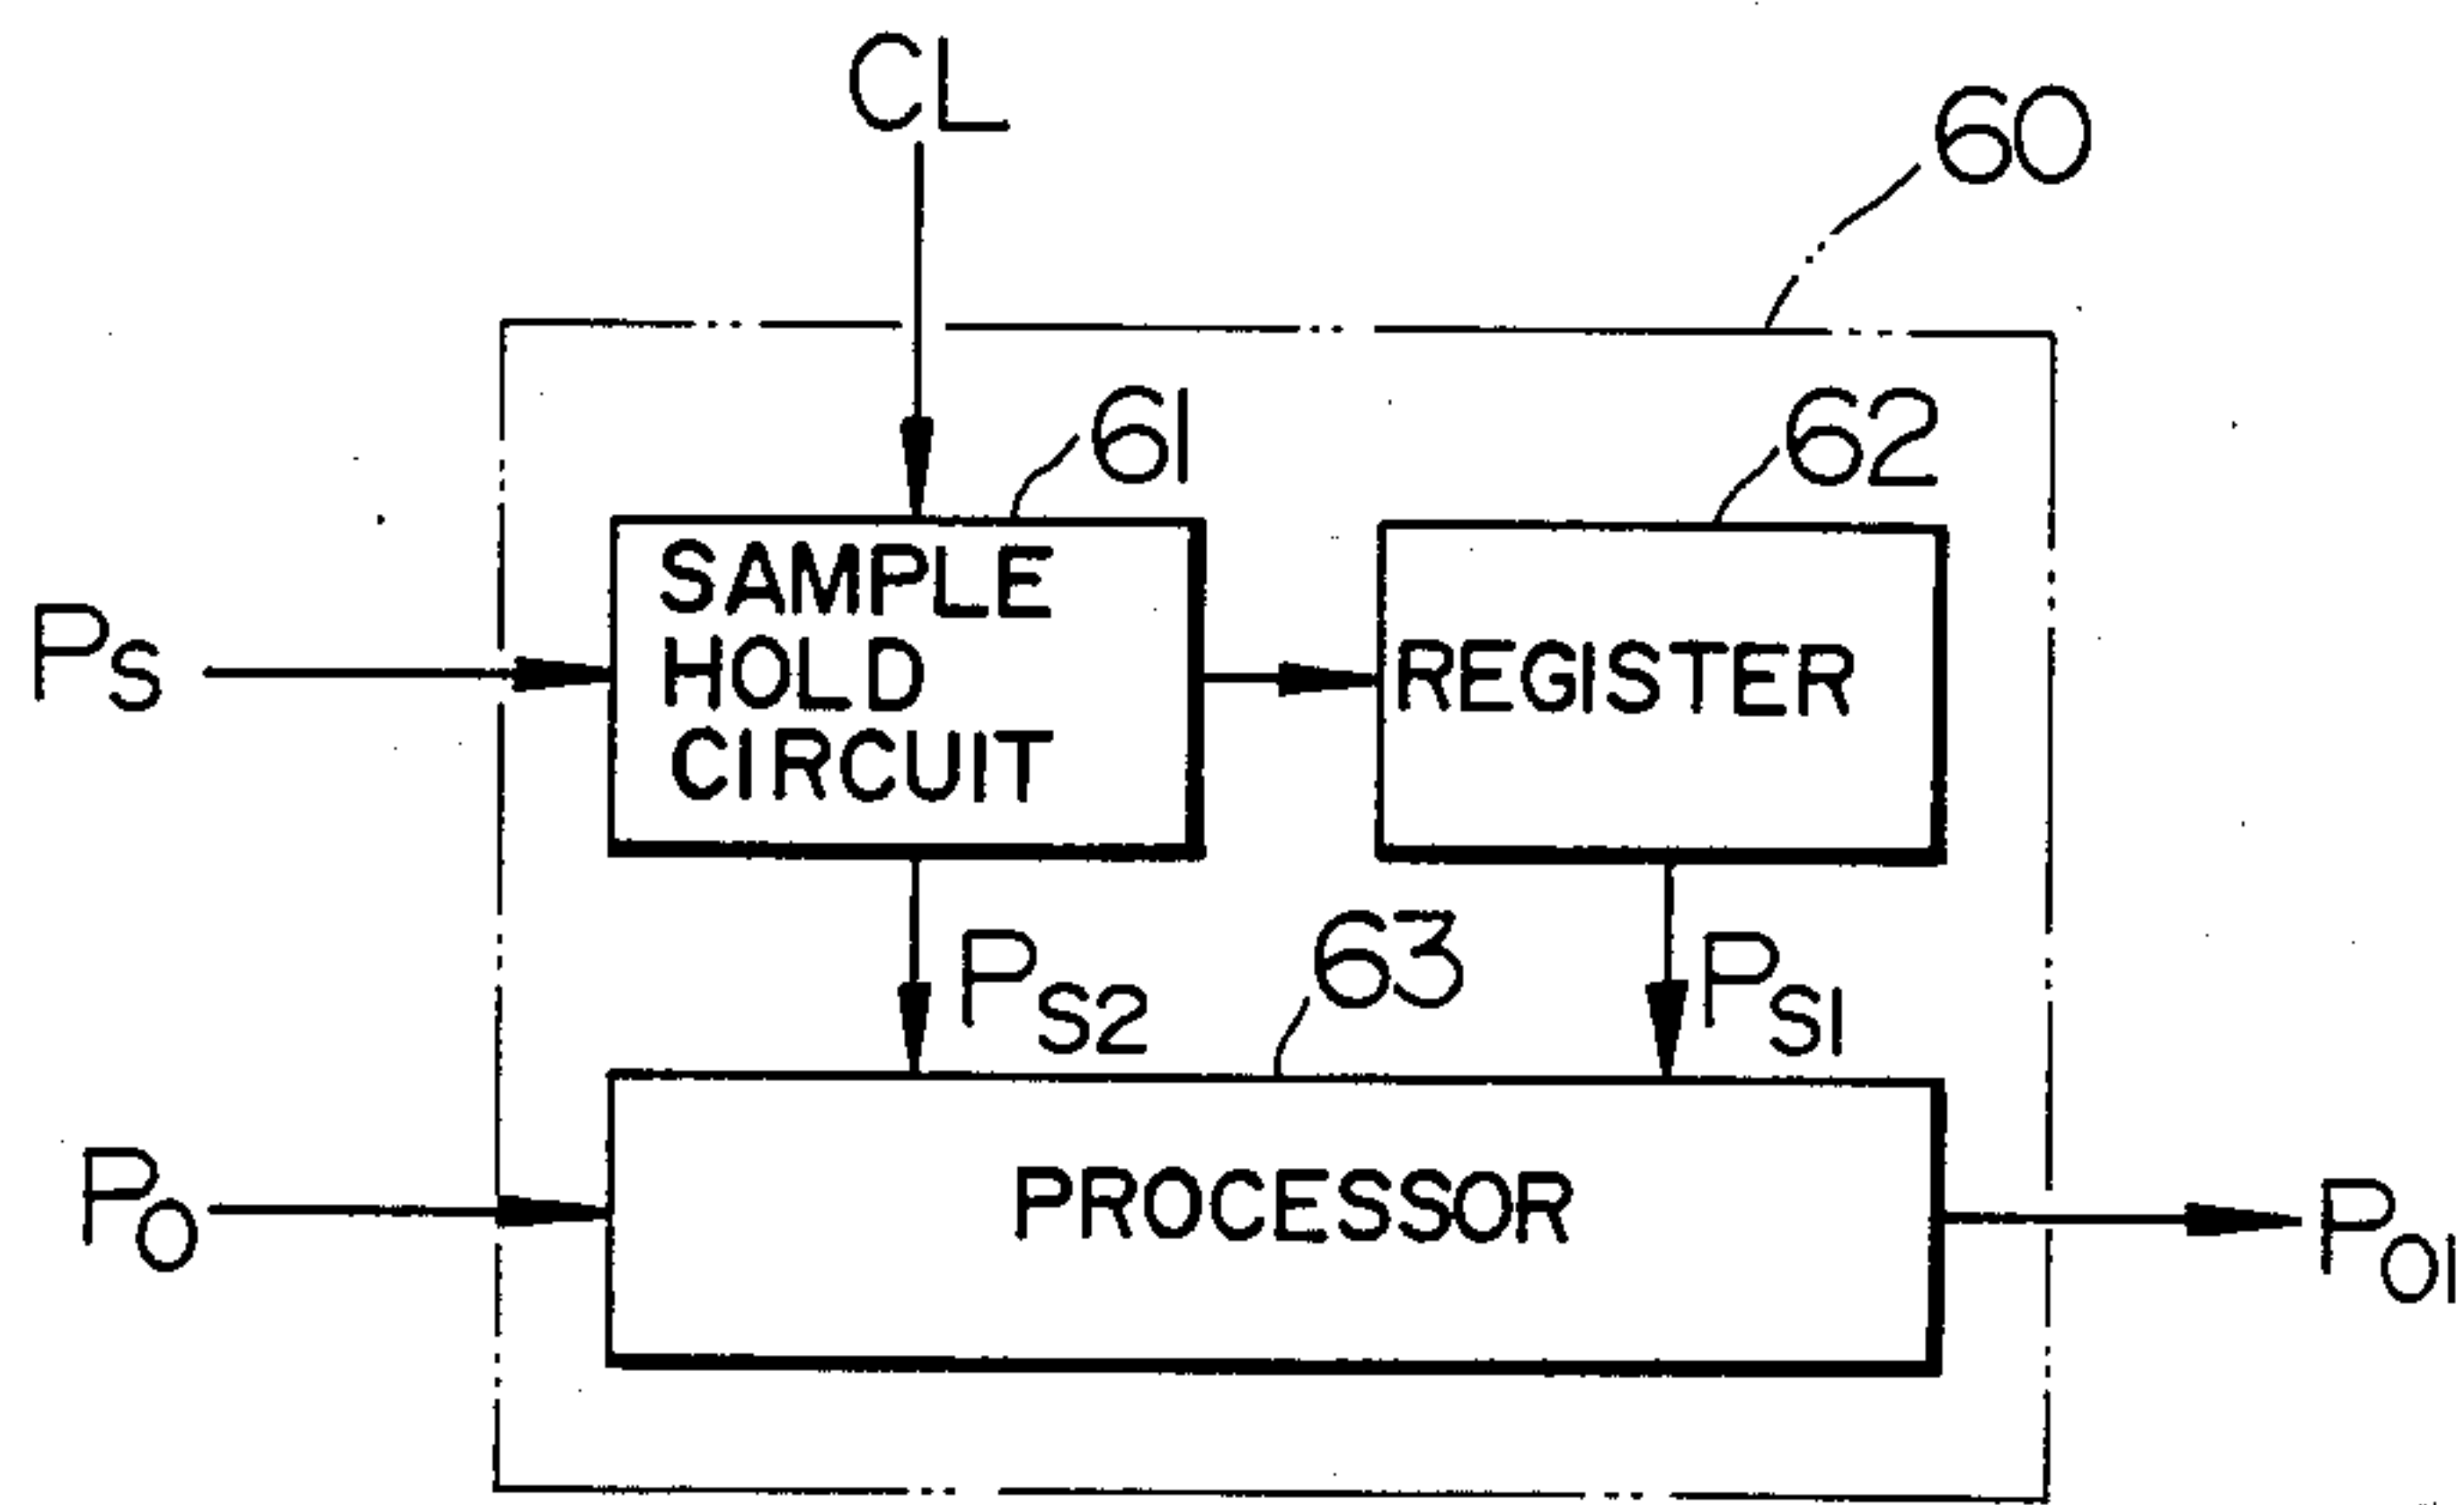 CL
60
61
62
PS
SAMPLE
HOLD
CIRCUIT
REGISTER
PS2
63
PS1
PO
PROCESSOR
PO1